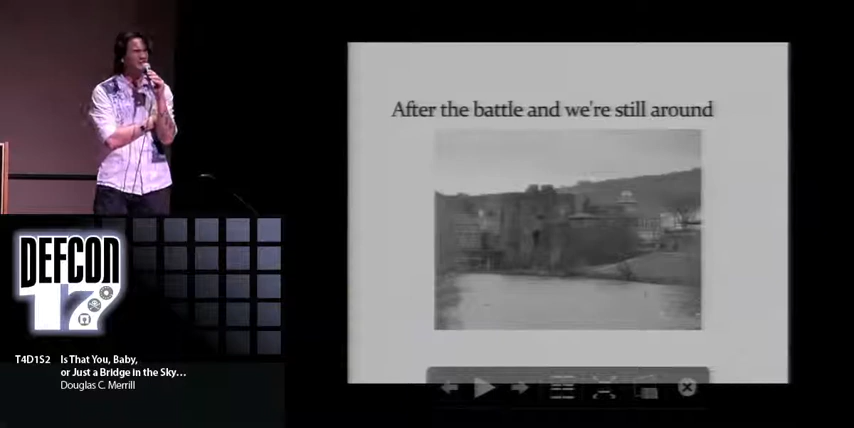 After the battle and we're still around
DEFCON
17
T4D1S2 Is That You, Baby,
or Just a Bridge in the Sky...
Douglas C. Merrill